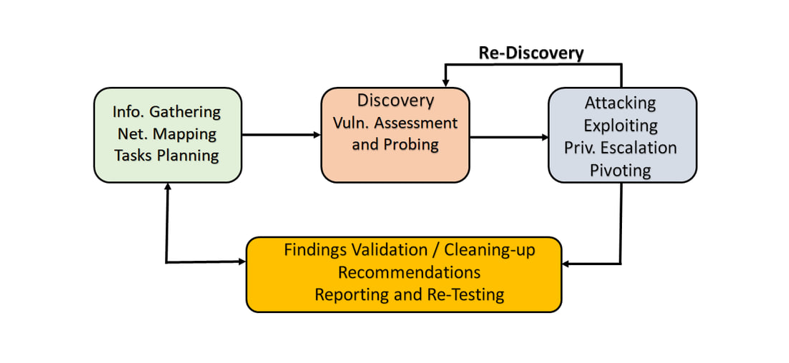 Re-Discovery
Info. Gathering
Net. Mapping
Tasks Planning
Discovery
Vuln. Assessment
and Probing
Attacking
Exploiting
Priv. Escalation
Pivoting
Findings Validation / Cleaning-up
Recommendations
Reporting and Re-Testing